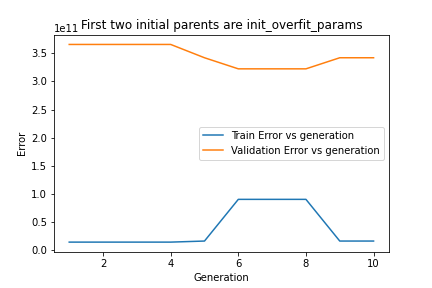 First two initial parents are init_overfit_params
1e11
3.5
3.0
2.5
2.0
1.5
1.0
0.5
0.0
Error
Train Error vs generation
Validation Error vs generation
2
4
6
8
10
Generation